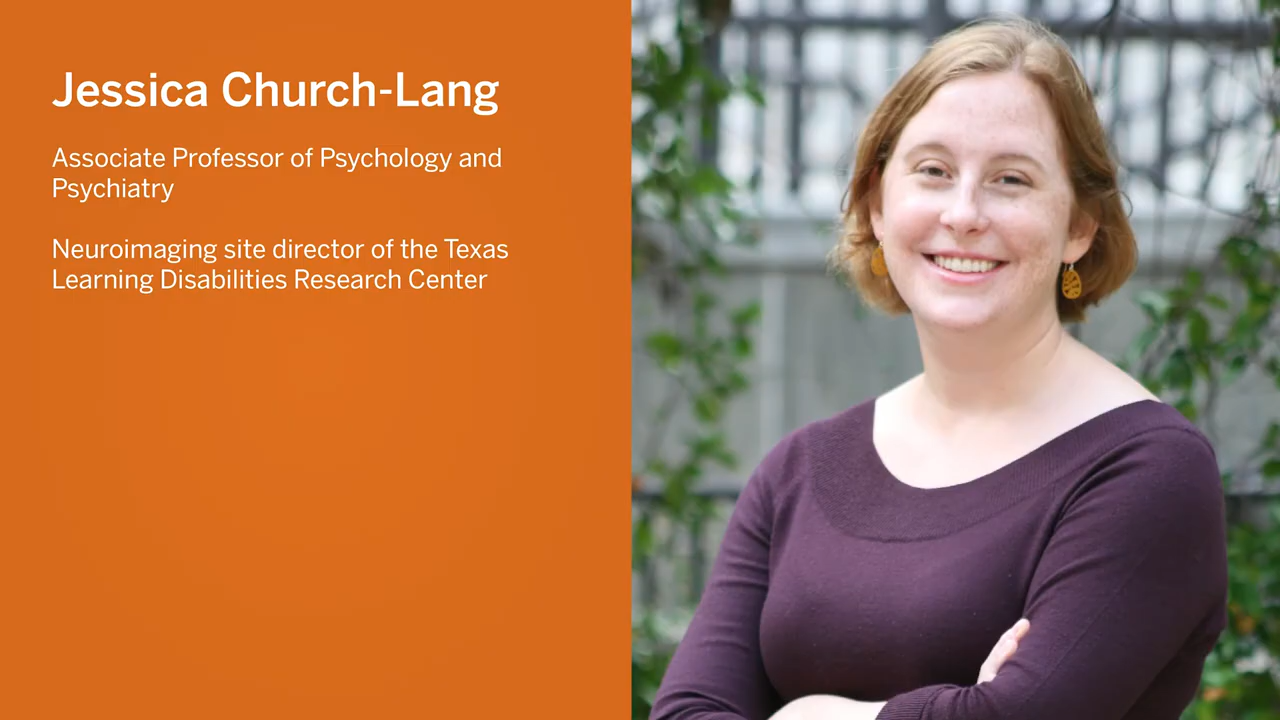 Jessica Church-Lang
Associate Professor of Psychology and
Psychiatry
Neuroimaging site director of the Texas
Learning Disabilities Research Center